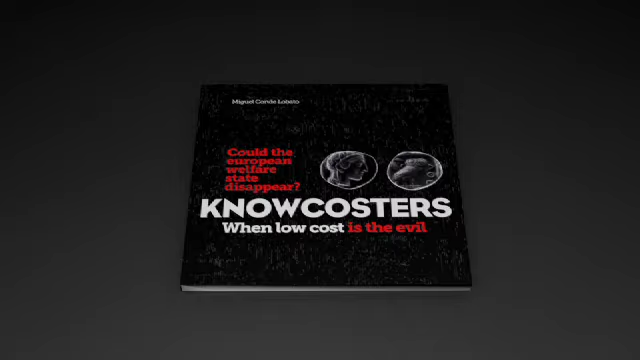 Miguel Conde-Lobato
Could the
european
welfare
state
disappear?
KNOWCOSTERS
When low cost is the evil